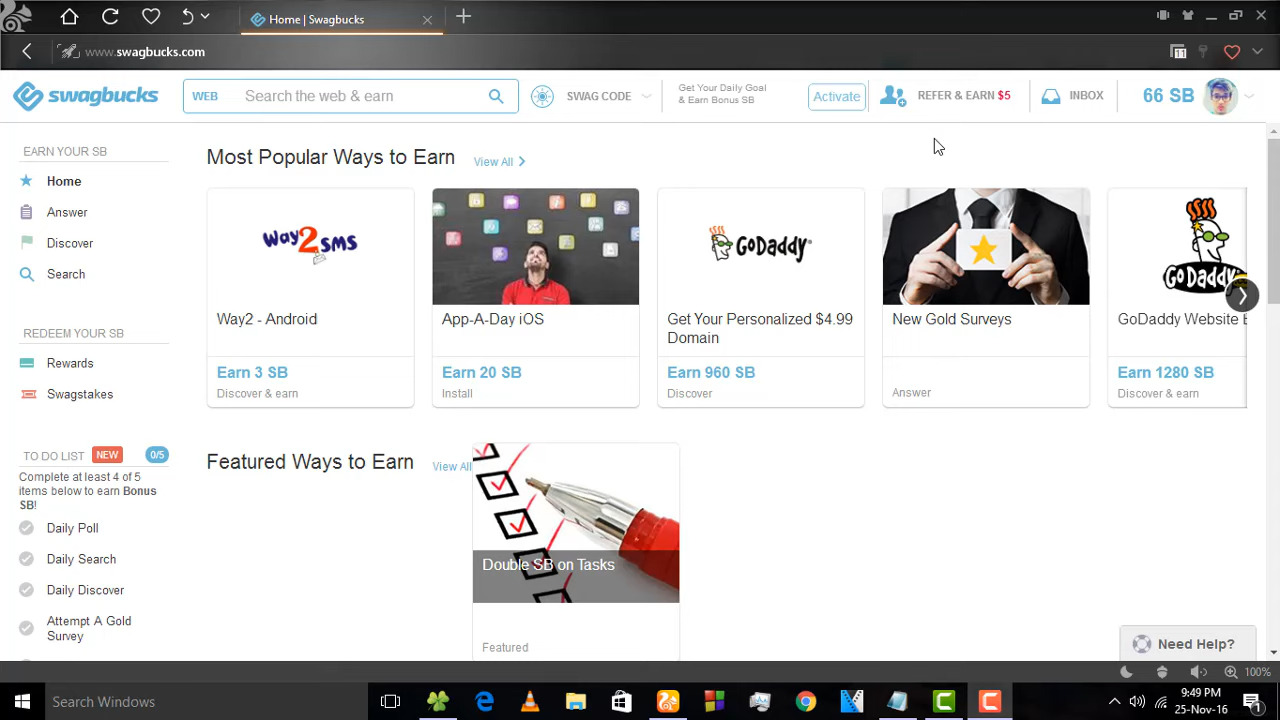 Home | Swagbucks
www.swagbucks.com
11
swagbucks
WEB
Search the web & earn
SWAG CODE
Get Your Daily Goal
& Earn Bonus SB
Activate
REFER & EARN $5
INBOX
66 SB
EARN YOUR SB
Home
Answer
Discover
Search
REDEEM YOUR SB
Rewards
Swagstakes
TO DO LIST NEW 0/5
Complete at least 4 of 5
items below to earn Bonus
SB!
Daily Poll
Daily Search
Daily Discover
Attempt A Gold
Survey
Most Popular Ways to Earn
View All
Way2SMS
Way2 - Android
Earn 3 SB
Discover & earn
App-A-Day iOS
Earn 20 SB
Install
GoDaddy
Get Your Personalized $4.99
Domain
Earn 960 SB
Discover
New Gold Surveys
Answer
GO DADDY
GoDaddy Website
Earn 1280 SB
Discover & earn
Featured Ways to Earn
View All
Double SB on Tasks
Featured
Need Help?
100%
Search Windows
9:49 PM
25-Nov-16
1